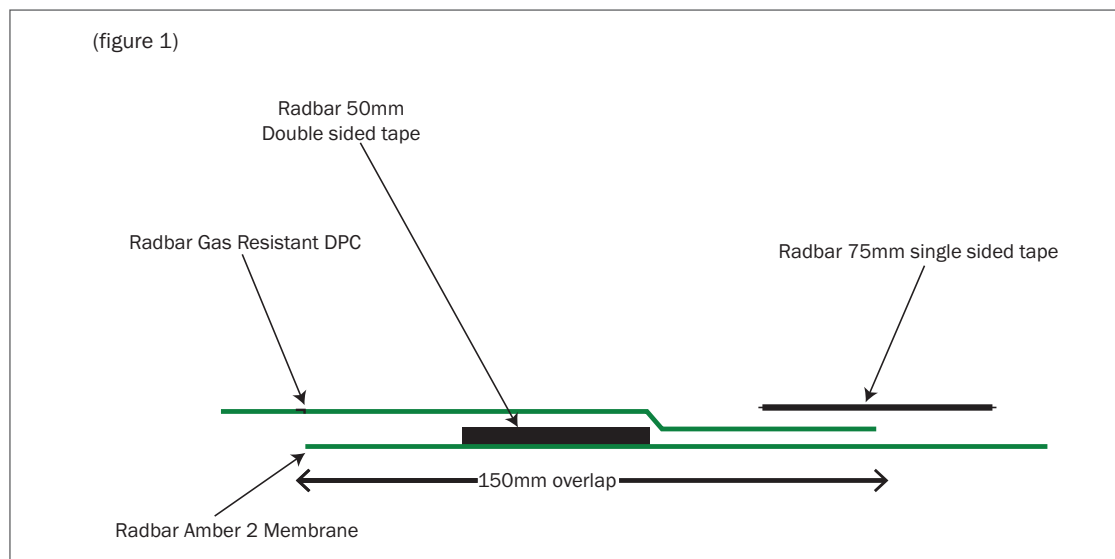 (figure 1)
Radbar 50mm
Double sided tape
Radbar Gas Resistant DPC
Radbar 75mm single sided tape
150mm overlap
Radbar Amber 2 Membrane